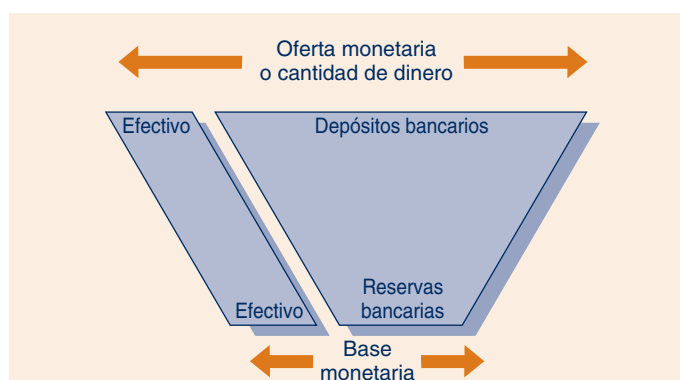 Oferta monetaria
o cantidad de dinero
Efectivo
Depósitos bancarios
Reservas
bancarias
Efectivo
Base
monetaria